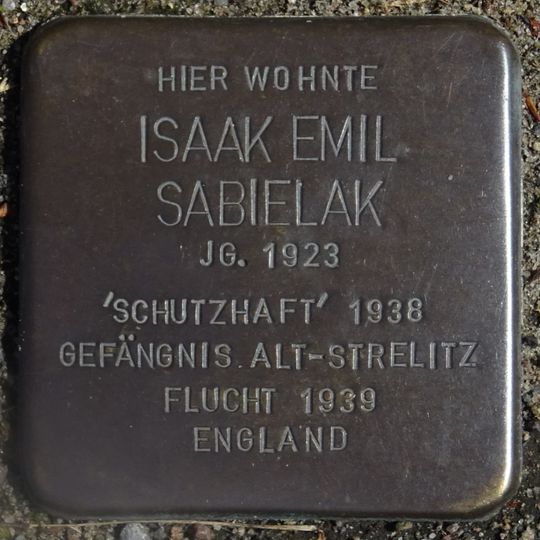 HIER WOHNTE
ISAAK EMIL
SABIELAK
JG. 1923
'SCHUTZHAFT' 1938
GEFÄNGNIS ALT-STRELITZ
FLUCHT 1939
ENGLAND